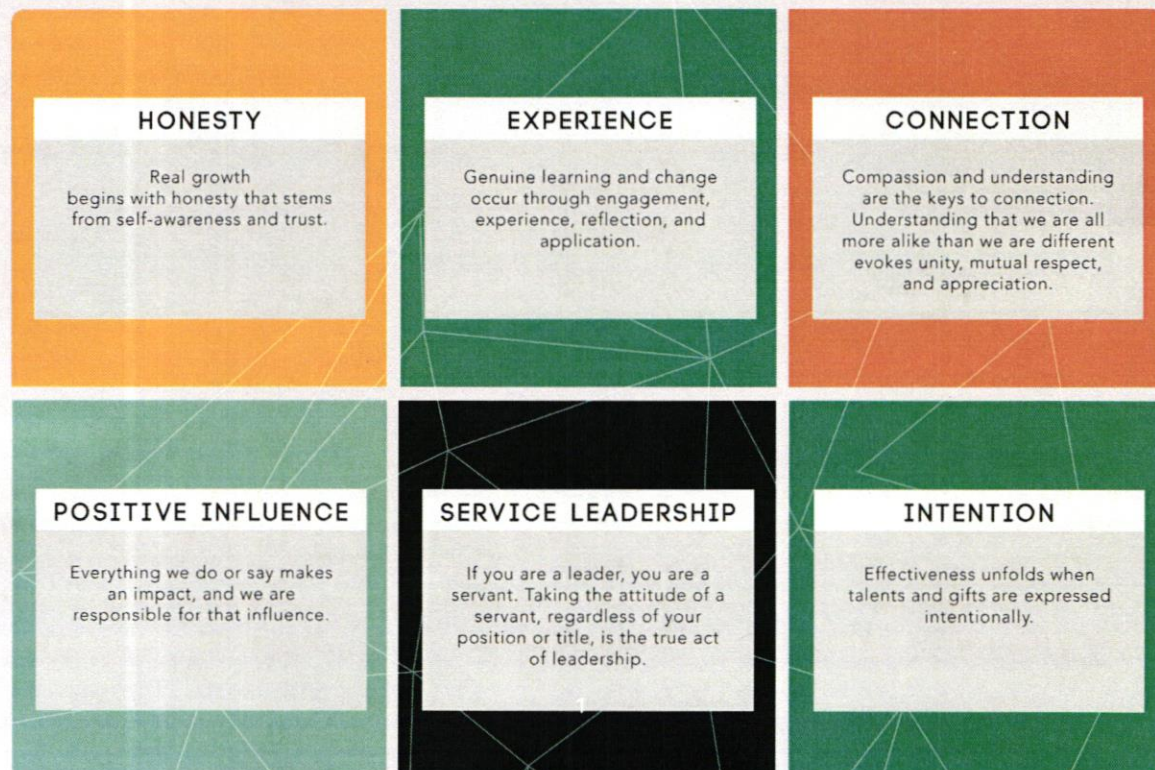 HONESTY
Real growth
begins with honesty that stems
from self-awareness and trust.
EXPERIENCE
Genuine learning and change
occur through engagement,
experience, reflection, and
application.
CONNECTION
Compassion and understanding
are the keys to connection.
Understanding that we are all
more alike than we are different
evokes unity, mutual respect,
and appreciation.
POSITIVE INFLUENCE
Everything we do or say makes
an impact, and we are
responsible for that influence.
SERVICE LEADERSHIP
If you are a leader, you are a
servant. Taking the attitude of a
servant, regardless of your
position or title, is the true act
of leadership.
1
INTENTION
Effectiveness unfolds when
talents and gifts are expressed
intentionally.